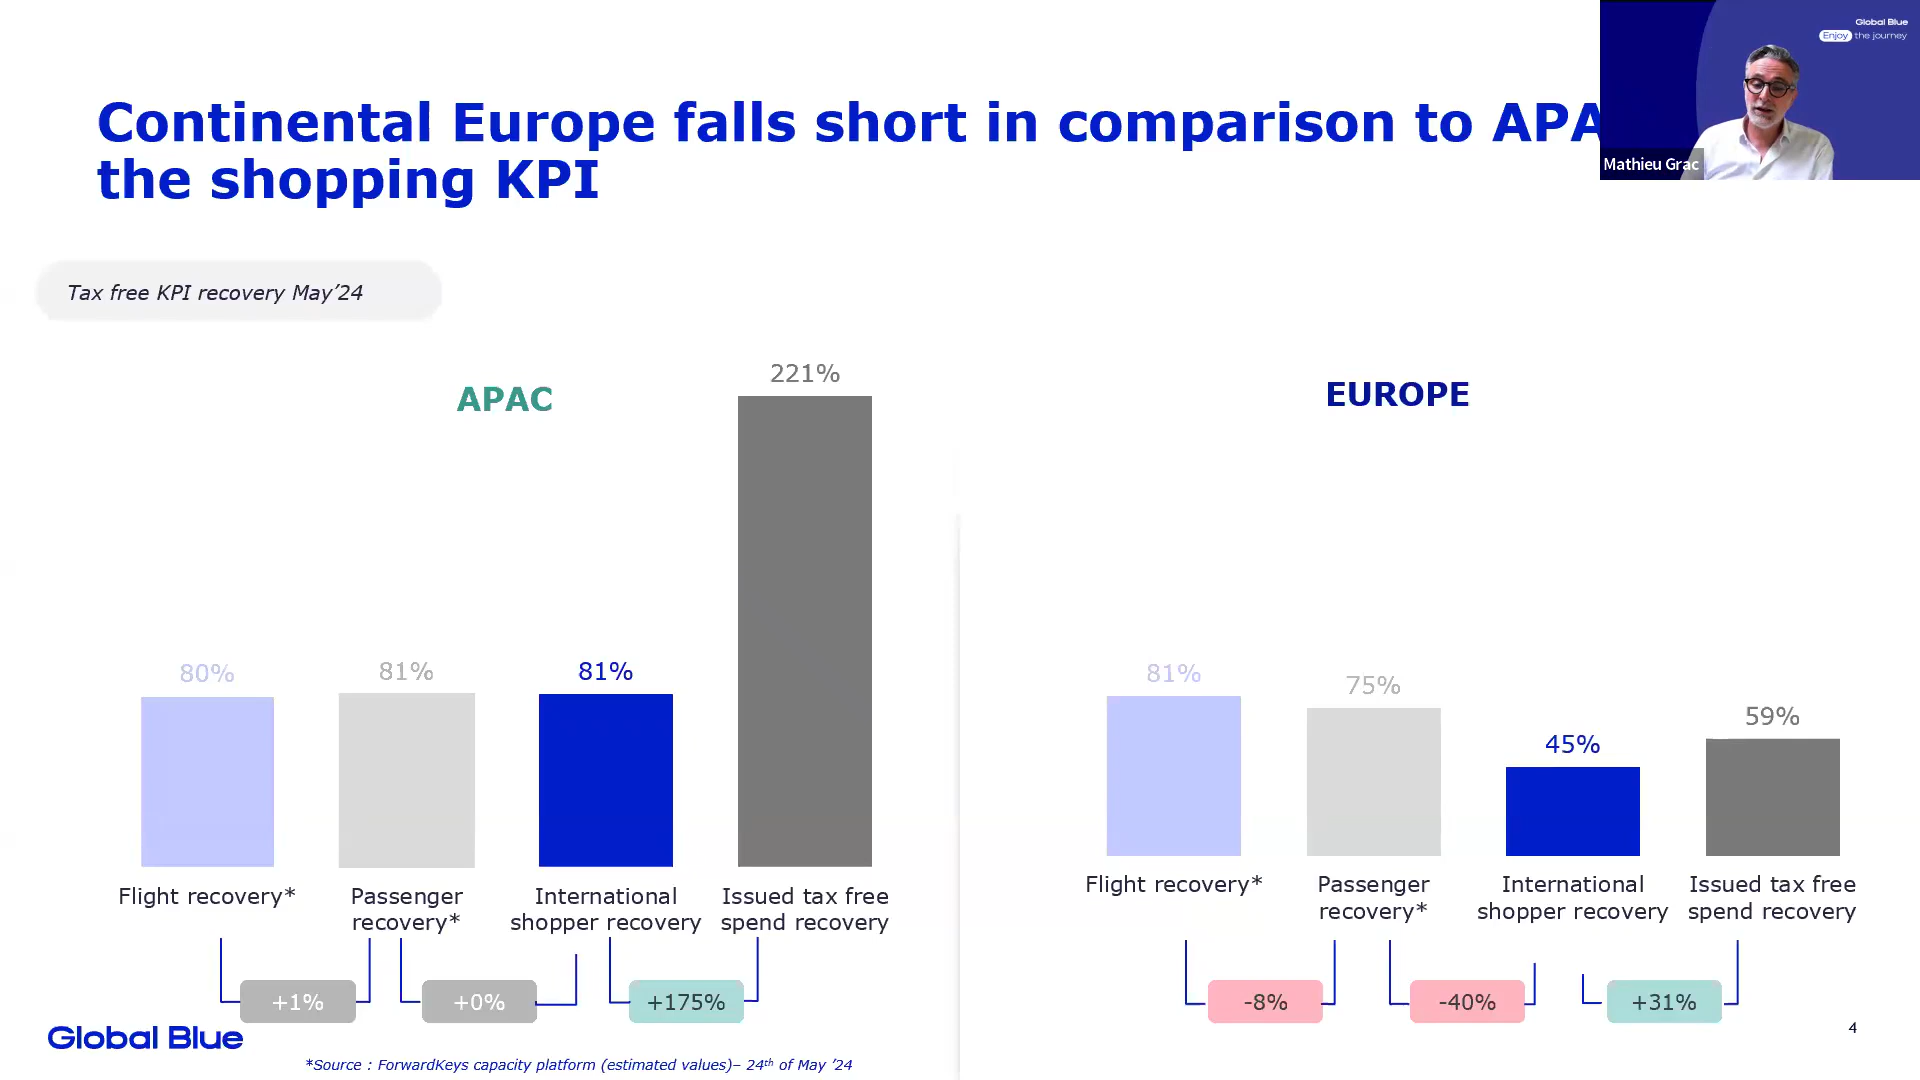 Global Blue
Enjoy the journey
Mathieu Grac
Continental Europe falls short in comparison to APA
the shopping KPI
Tax free KPI recovery May’24
APAC
221%
80%
81%
81%
Flight recovery*
Passenger
recovery*
International
shopper recovery
Issued tax free
spend recovery
+1%
+0%
+175%
EUROPE
81%
75%
45%
59%
Flight recovery*
Passenger
recovery*
International
shopper recovery
Issued tax free
spend recovery
-8%
-40%
+31%
Global Blue
4
*Source : ForwardKeys capacity platform (estimated values)– 24th of May ’24